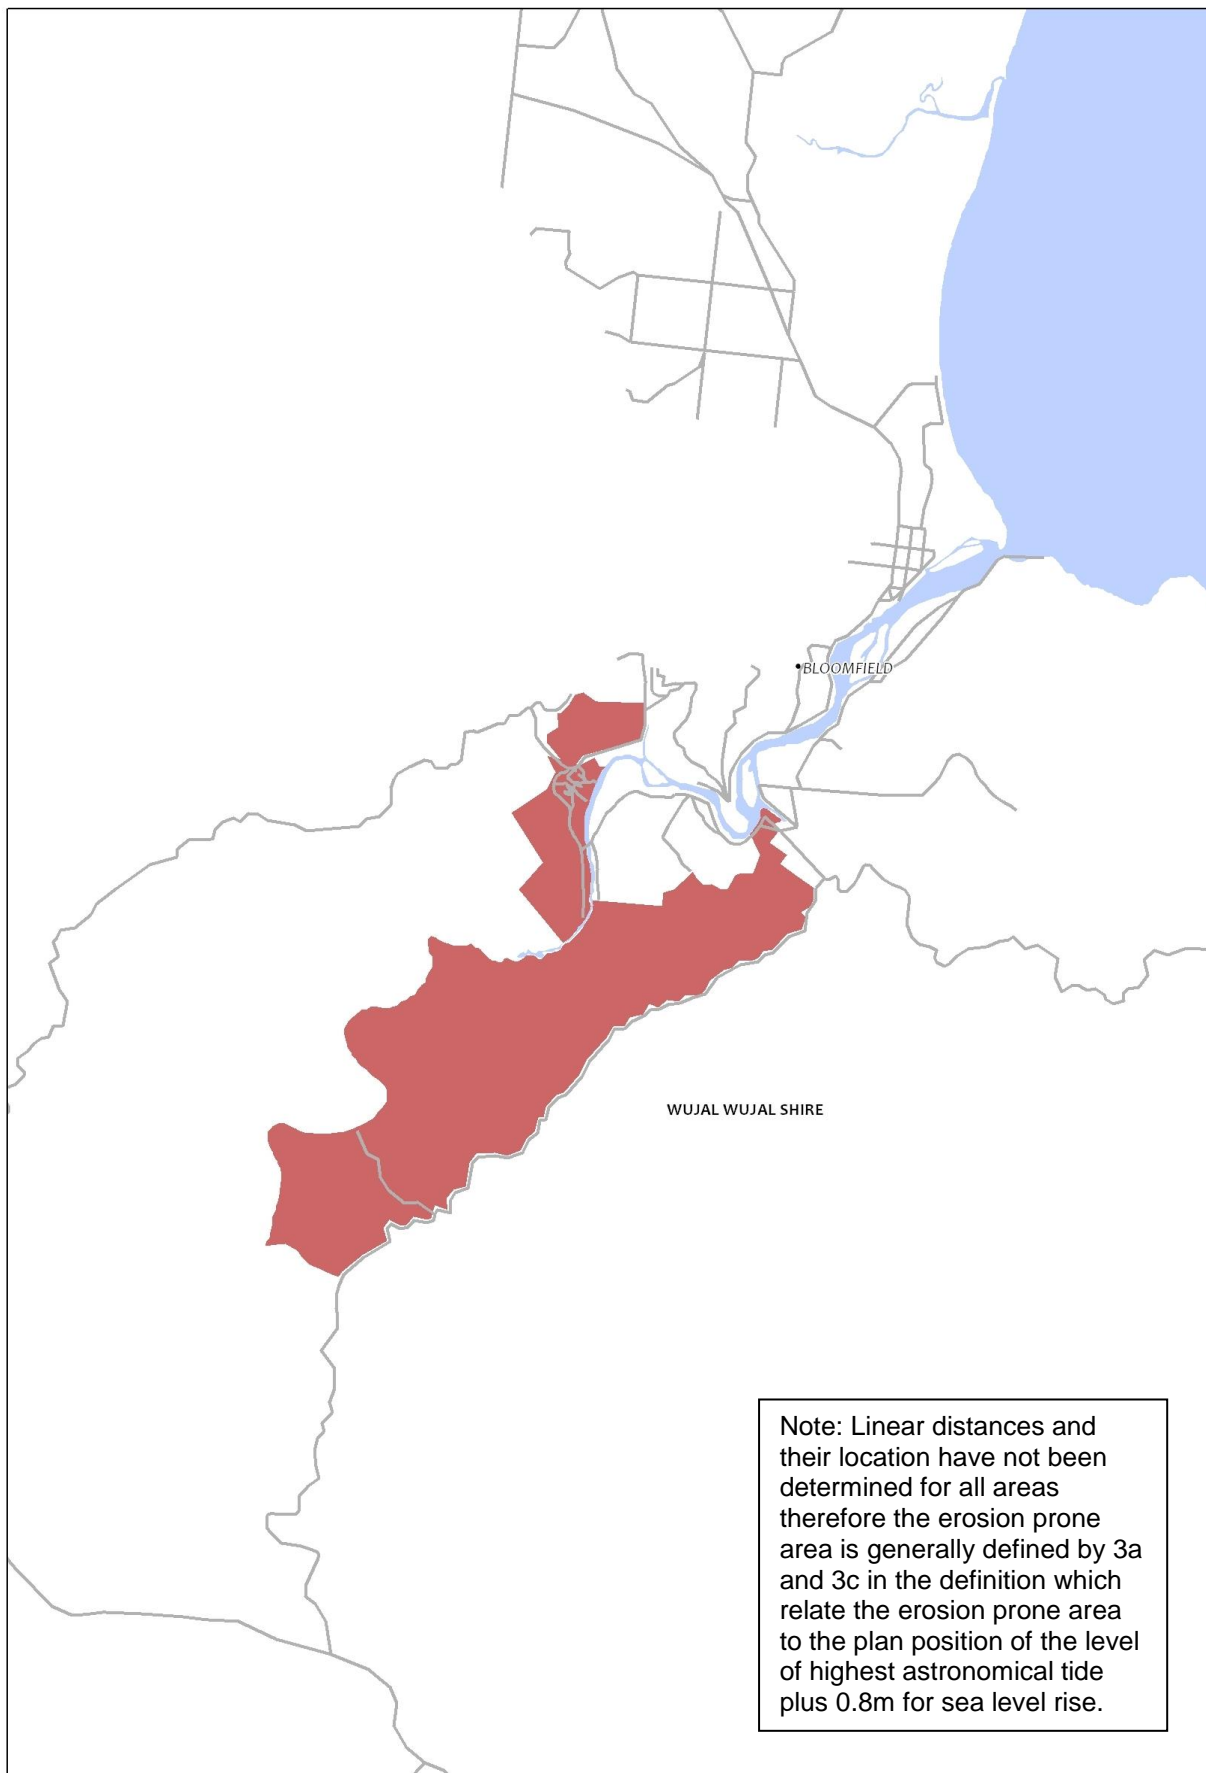 BLOOMFIELD
WUJAL WUJAL SHIRE
Note: Linear distances and
their location have not been
determined for all areas
therefore the erosion prone
area is generally defined by 3a
and 3c in the definition which
relate the erosion prone area
to the plan position of the level
of highest astronomical tide
plus 0.8m for sea level rise.